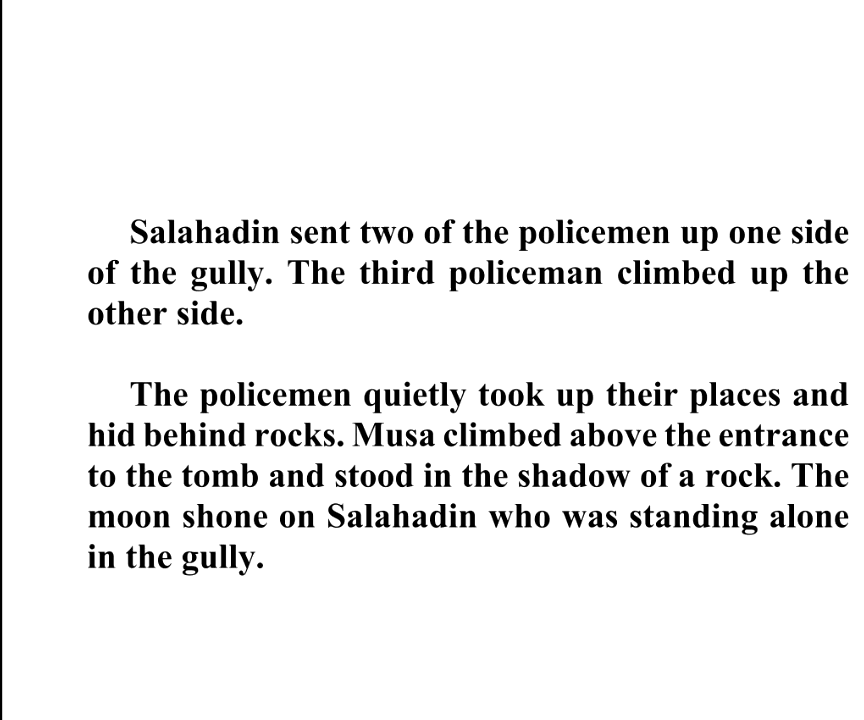 Salahadin sent two of the policemen up one side
of the gully. The third policeman climbed up the
other side.
The policemen quietly took up their places and
hid behind rocks. Musa climbed above the entrance
to the tomb and stood in the shadow of a rock. The
moon shone on Salahadin who was standing alone
in the gully.